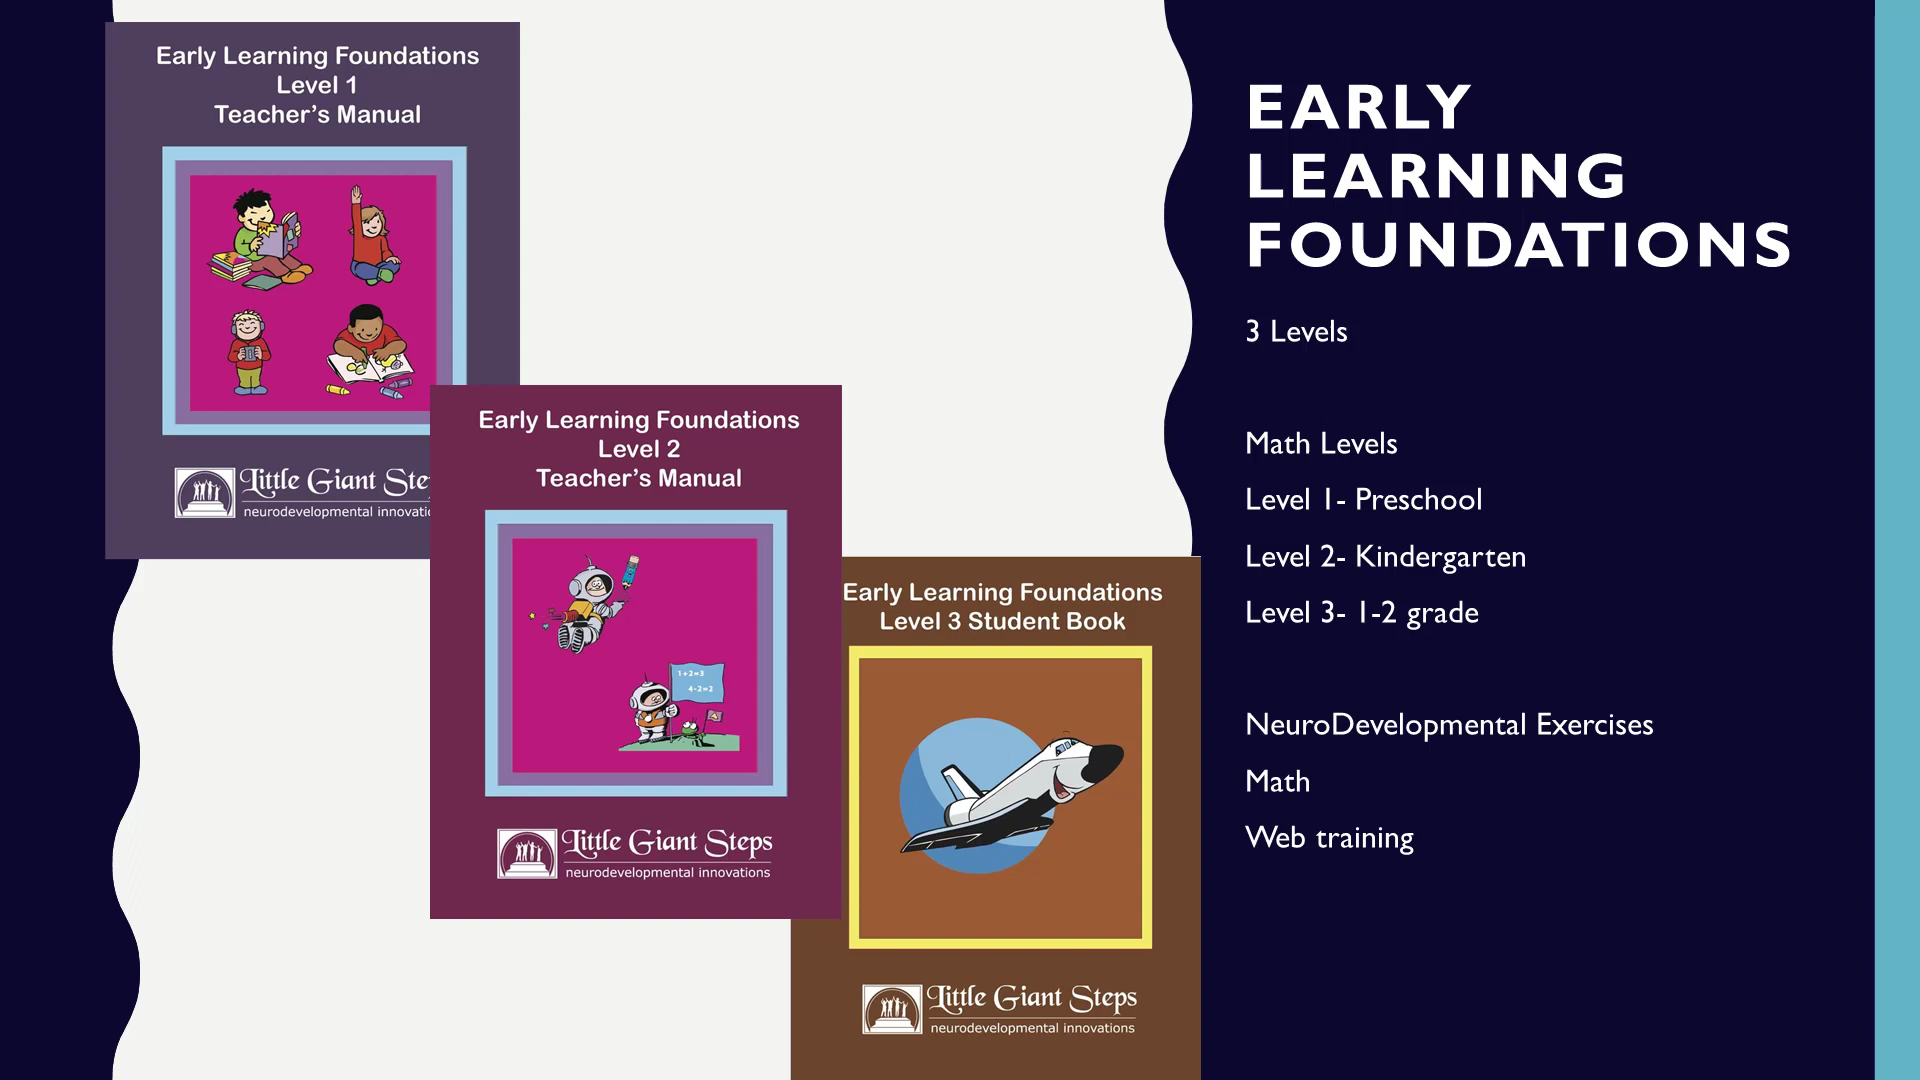 Early Learning Foundations
Level 1
Teacher's Manual
Little Giant Ste
neurodevelopmental innovatio
Early Learning Foundations
Level 2
Teacher's Manual
1+2=3
4-2=2
Little Giant Steps
neurodevelopmental innovations
Early Learning Foundations
Level 3 Student Book
Little Giant Steps
neurodevelopmental innovations
EARLY
LEARNING
FOUNDATIONS
3 Levels
Math Levels
Level 1- Preschool
Level 2- Kindergarten
Level 3- 1-2 grade
NeuroDevelopmental Exercises
Math
Web training